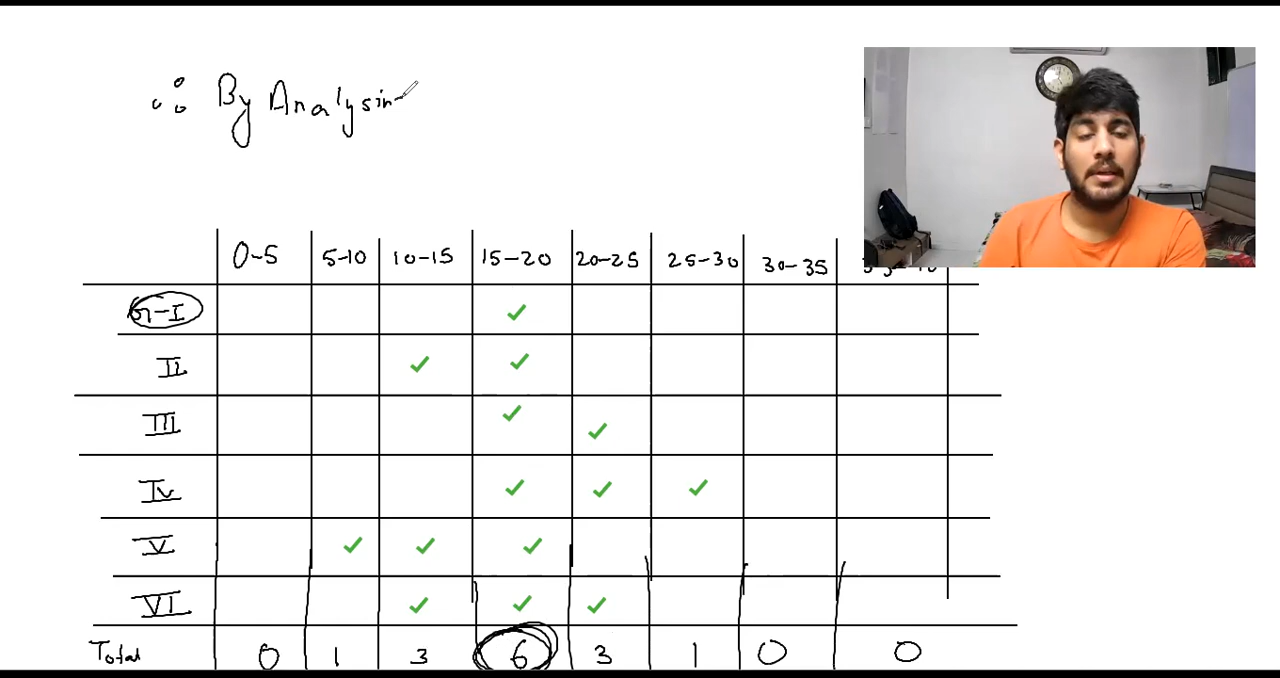 ∴ By Analysin
0-5 5-10 10-15 15-20 20-25 25-30 30-35
G-I ✓
II ✓ ✓
III ✓ ✓
IV ✓ ✓ ✓
V ✓ ✓ ✓
VI ✓ ✓ ✓
Total 0 1 3 6 3 1 0 0